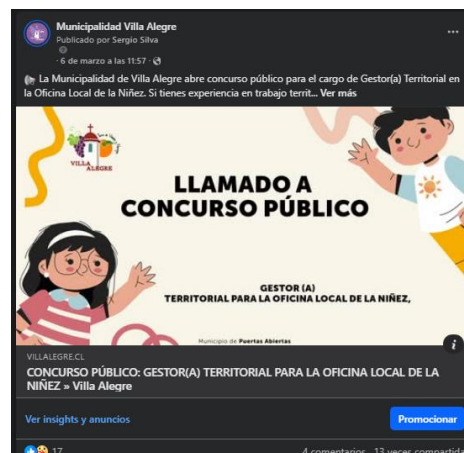 Municipalidad Villa Alegre
Publicado por Sergio Silva
· 6 de marzo a las 11:57 ·
La Municipalidad de Villa Alegre abre concurso público para el cargo de Gestor(a) Territorial en
la Oficina Local de la Niñez. Si tienes experiencia en trabajo territ... Ver más
VILLA
ALEGRE
LLAMADO A
CONCURSO PÚBLICO
GESTOR (A)
TERRITORIAL PARA LA OFICINA LOCAL DE LA NIÑEZ,
Municipio de Puertas Abiertas
VILLALEGRE.CL
CONCURSO PÚBLICO: GESTOR(A) TERRITORIAL PARA LA OFICINA LOCAL DE LA
NIÑEZ » Villa Alegre
Ver insights y anuncios
Promocionar
17
4 comentarios 13 veces compartida